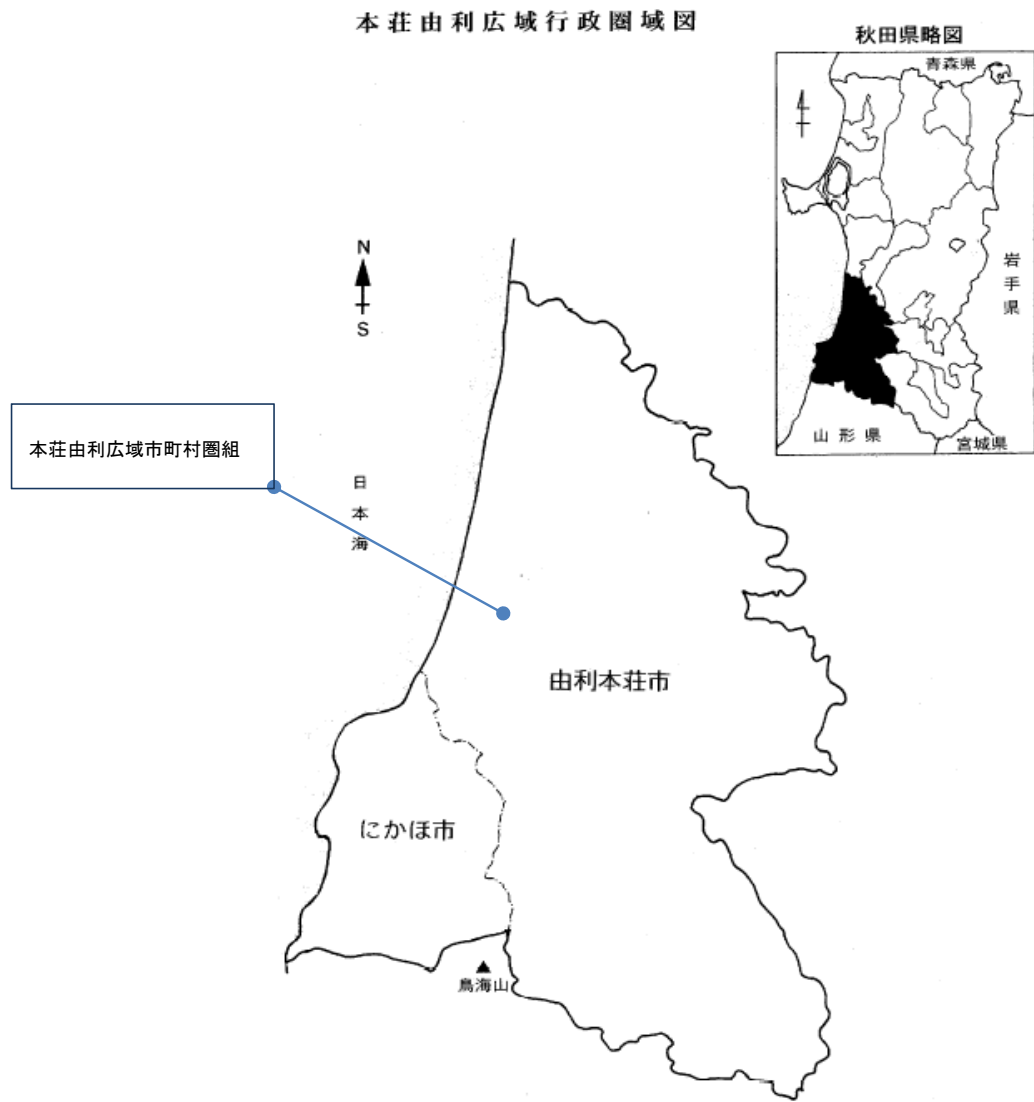 本荘由利広域行政圏域図
秋田県略図
青森県
岩手県
山形県
宮城県
N
S
本荘由利広域市町村圏組
日本海
由利本荘市
にかほ市
鳥海山